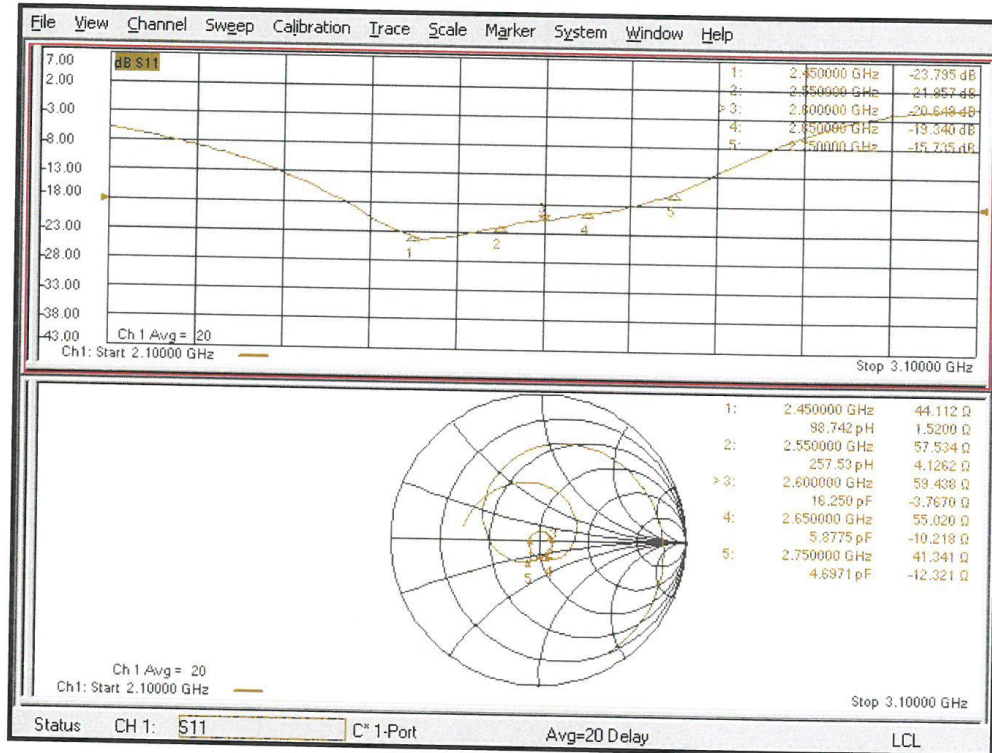 File View Channel Sweep Calibration Trace Scale Marker System Window Help
7.00
dB S11
2.00
-3.00
-8.00
-13.00
-18.00
-23.00
-28.00
-33.00
-38.00
-43.00
1: 2.450000 GHz -23.795 dB
2: 2.550000 GHz -21.857 dB
> 3: 2.600000 GHz -20.649 dB
4: 2.650000 GHz -19.340 dB
5: 2.750000 GHz -15.735 dB
1
2
3
4
5
Ch 1 Avg = 20
Ch1: Start 2.10000 GHz
Stop 3.10000 GHz
1: 2.450000 GHz 44.112 Ω
98.742 pH 1.5200 Ω
2: 2.550000 GHz 57.534 Ω
257.53 pH 4.1262 Ω
> 3: 2.600000 GHz 59.438 Ω
16.250 pF -3.7670 Ω
4: 2.650000 GHz 55.020 Ω
5.8775 pF -10.218 Ω
5: 2.750000 GHz 41.341 Ω
4.6971 pF -12.321 Ω
5
4
Ch 1 Avg = 20
Ch1: Start 2.10000 GHz
Stop 3.10000 GHz
Status CH 1: S11 C* 1-Port Avg=20 Delay LCL